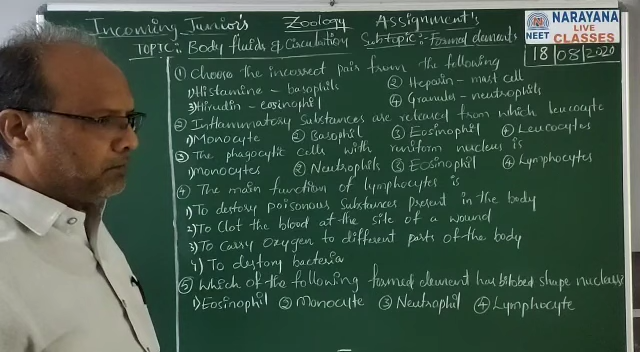 Incoming Junior's Zoology Assignment's
TOPIC:. Body fluids & Circulation Subtopic:- Formed elements
NARAYANA
NEET LIVE CLASSES
18 08 2020
① Choose the incorrect pair from the following
1) Histamine - basophils ② Heparin - mast cell
3) Hirudin - eosinophil ④ Granules - neutrophils
② Inflammatory Substances are released from which leucocyte
1) Monocyte ② Basophil ③ Eosinophil ④ Leucocytes
③ The phagocytic cells with reniform nucleus is
1) monocytes ② Neutrophils ③ Eosinophil ④ Lymphocytes
④ The main function of lymphocytes is
1) To destory poisonous substances present in the body
2) To Clot the blood at the site of a wound
3) To Carry Oxygen to different parts of the body
4) To destory bacteria
⑤ Which of the following formed element has bilobed shape nucleus?
1) Eosinophil ② Monocyte ③ Neutrophil ④ Lymphocyte